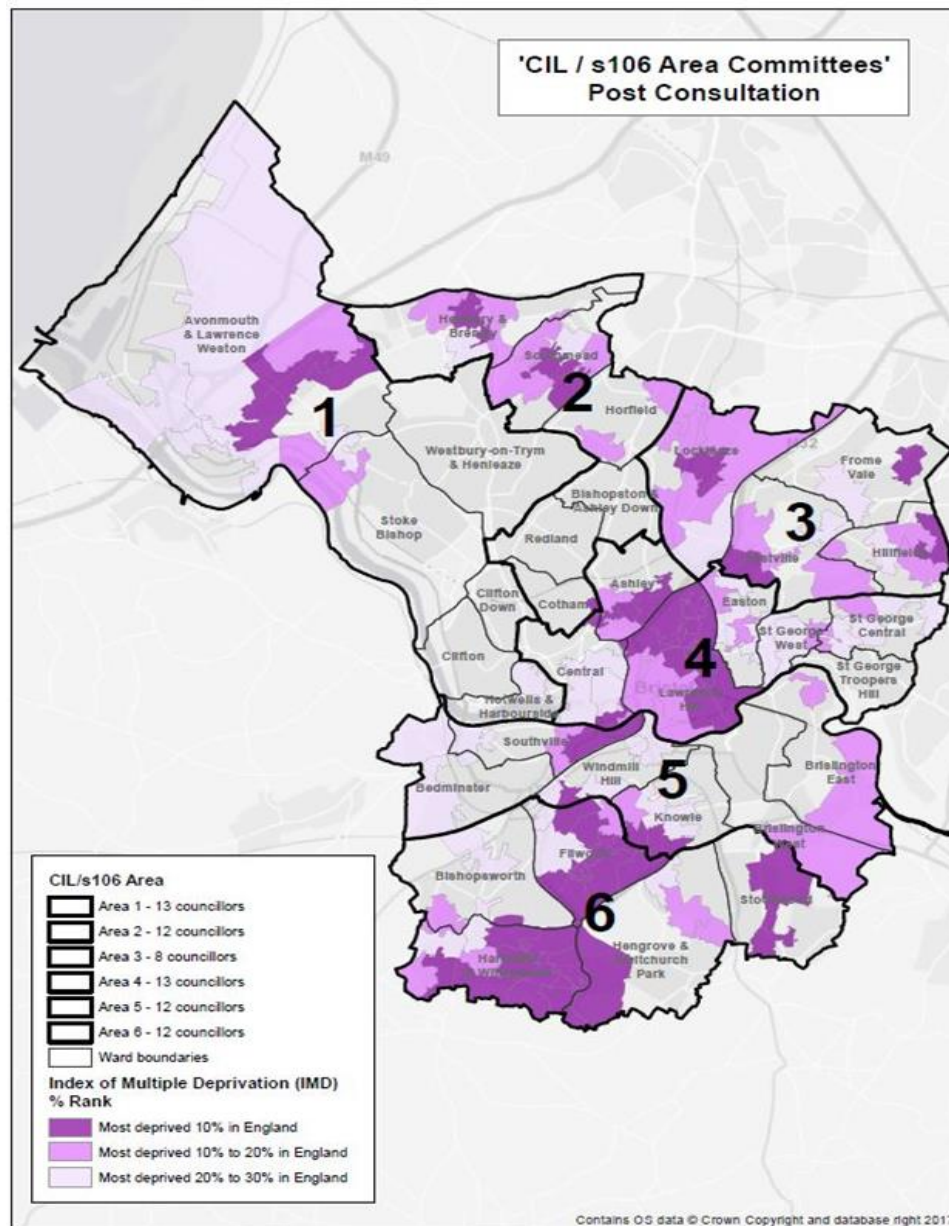 'CIL / s106 Area Committees'
Post Consultation
M49
Avonmouth
& Lawrence
Weston
1
2
Horfield
Westbury-on-Trym
& Henleaze
Frome
Vale
3
Bishopston &
Ashley Down
Stoke
Bishop
Redland
Hillfields
Ashley
Clifton
Down
Cotham
Easton
St George
Central
St George
West
4
Clifton
Central
St George
Troopers
Hill
Hotwells &
Harbourside
Southville
Windmill
Hill
5
Brislington
East
Bedminster
Knowle
Brislington
West
Bishopsworth
6
Hengrove &
Whitchurch
Park
CIL/s106 Area
Area 1 - 13 councillors
Area 2 - 12 councillors
Area 3 - 8 councillors
Area 4 - 13 councillors
Area 5 - 12 councillors
Area 6 - 12 councillors
Ward boundaries
Index of Multiple Deprivation (IMD)
% Rank
Most deprived 10% in England
Most deprived 10% to 20% in England
Most deprived 20% to 30% in England
Contains OS data © Crown Copyright and database right 201